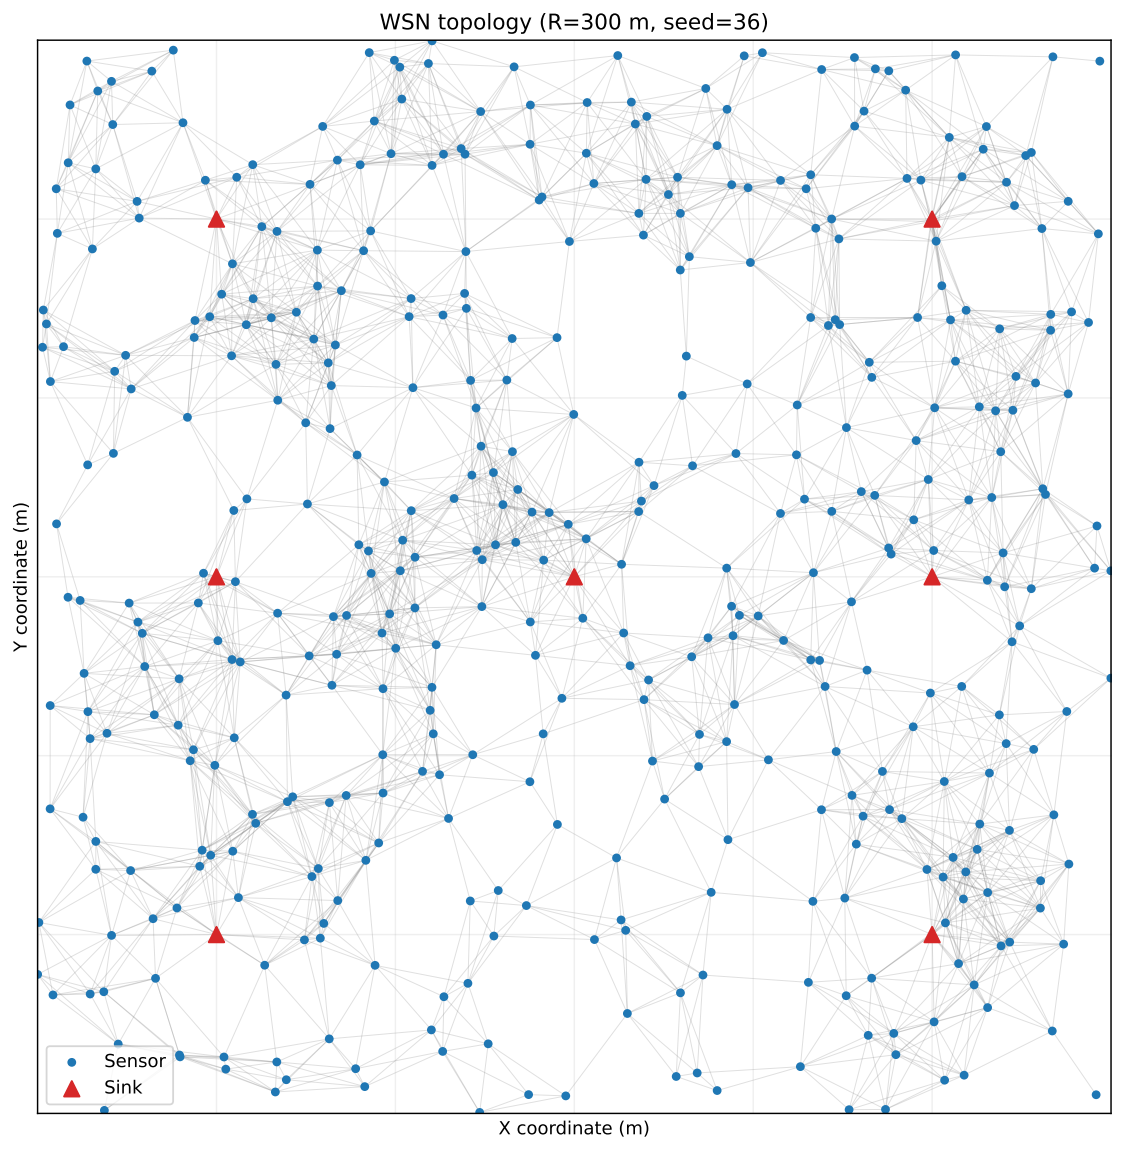 WSN topology (R=300 m, seed=36)
Y coordinate (m)
Sensor
Sink
X coordinate (m)